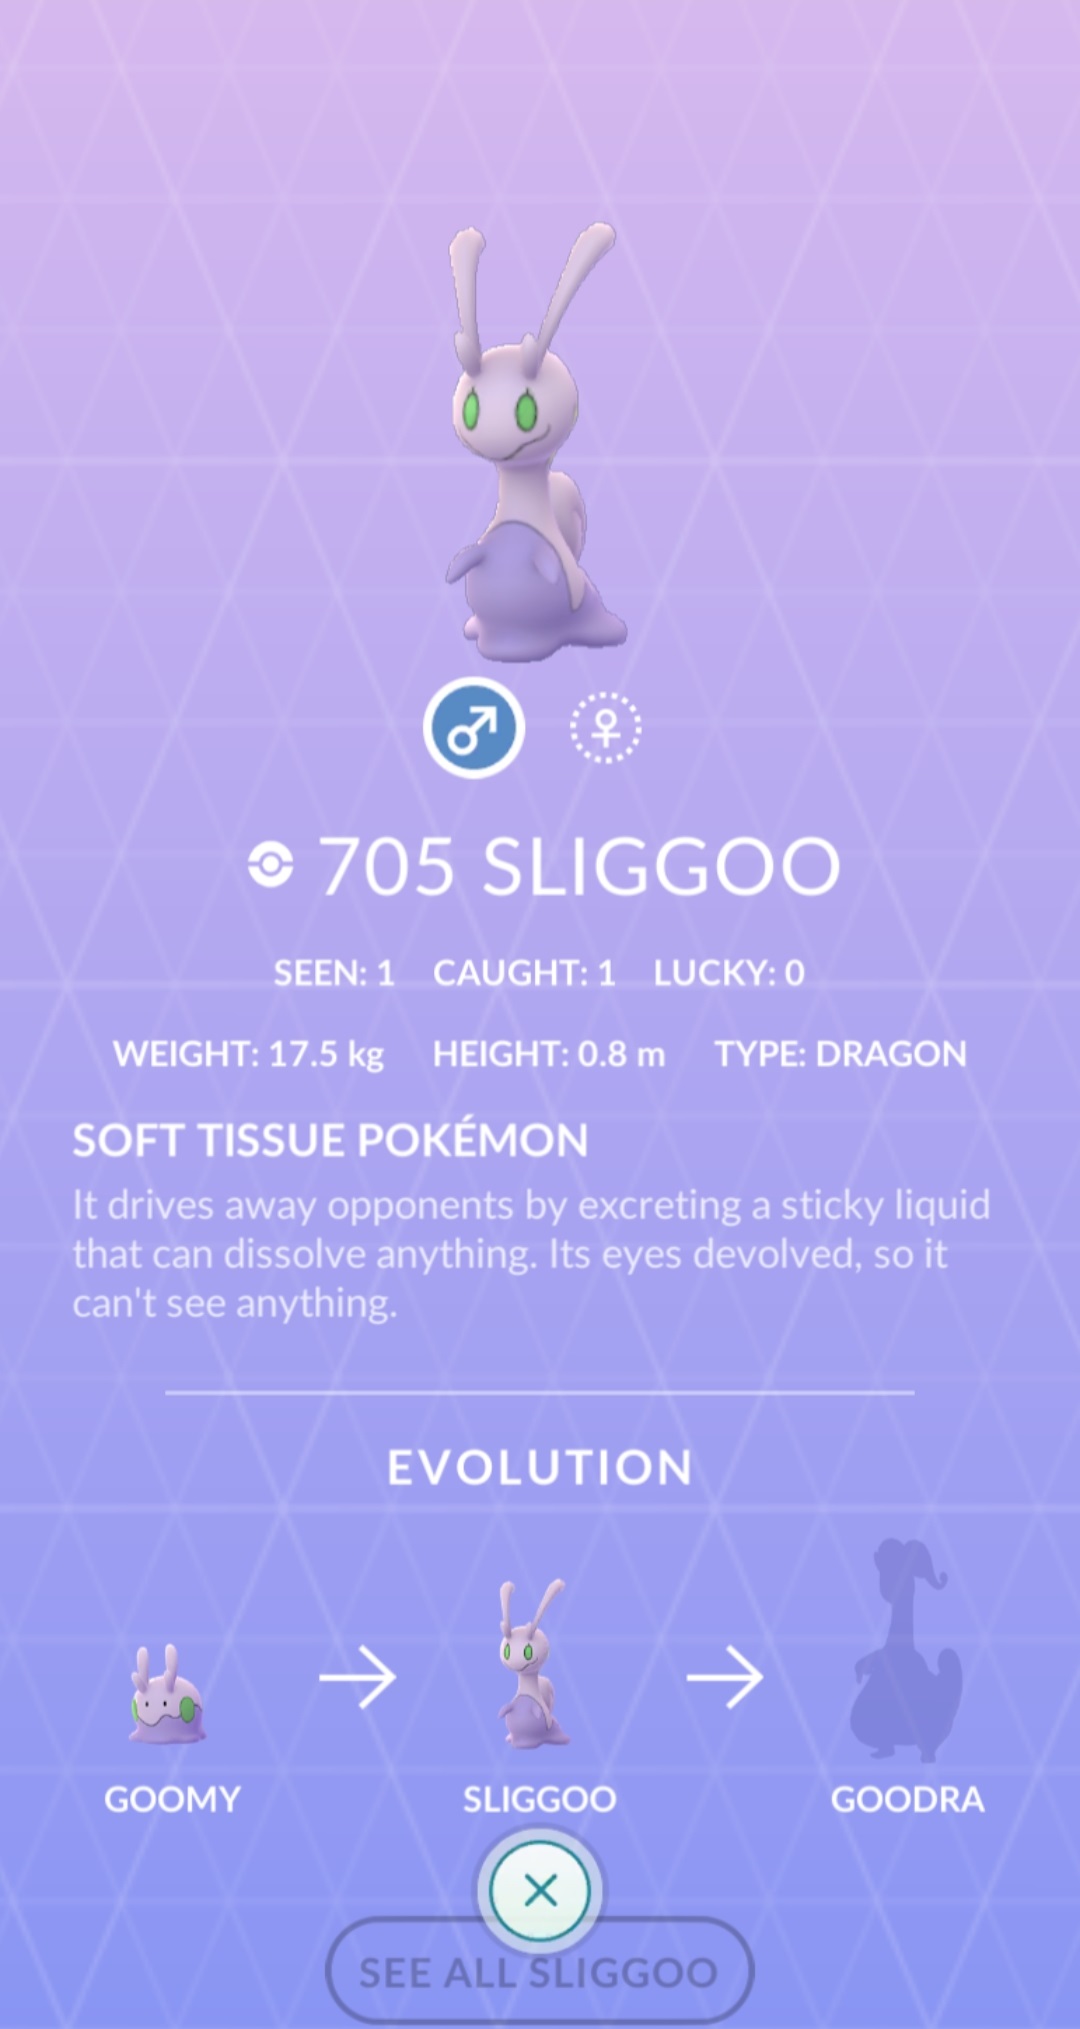 705 SLIGGOO
SEEN: 1 CAUGHT: 1 LUCKY: 0
WEIGHT: 17.5 kg HEIGHT: 0.8 m TYPE: DRAGON
SOFT TISSUE POKÉMON
It drives away opponents by excreting a sticky liquid
that can dissolve anything. Its eyes devolved, so it
can't see anything.
EVOLUTION
GOOMY SLIGGOO GOODRA
SEE ALL SLIGGOO